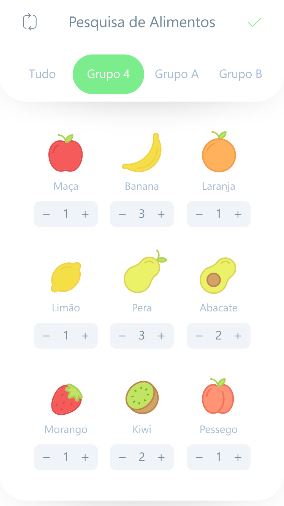 Pesquisa de Alimentos
Tudo Grupo 4 Grupo A Grupo B
Maça Banana Laranja
− 1 + − 3 + − 1 +
Limão Pera Abacate
− 1 + − 3 + − 2 +
Morango Kiwi Pessego
− 1 + − 2 + − 1 +